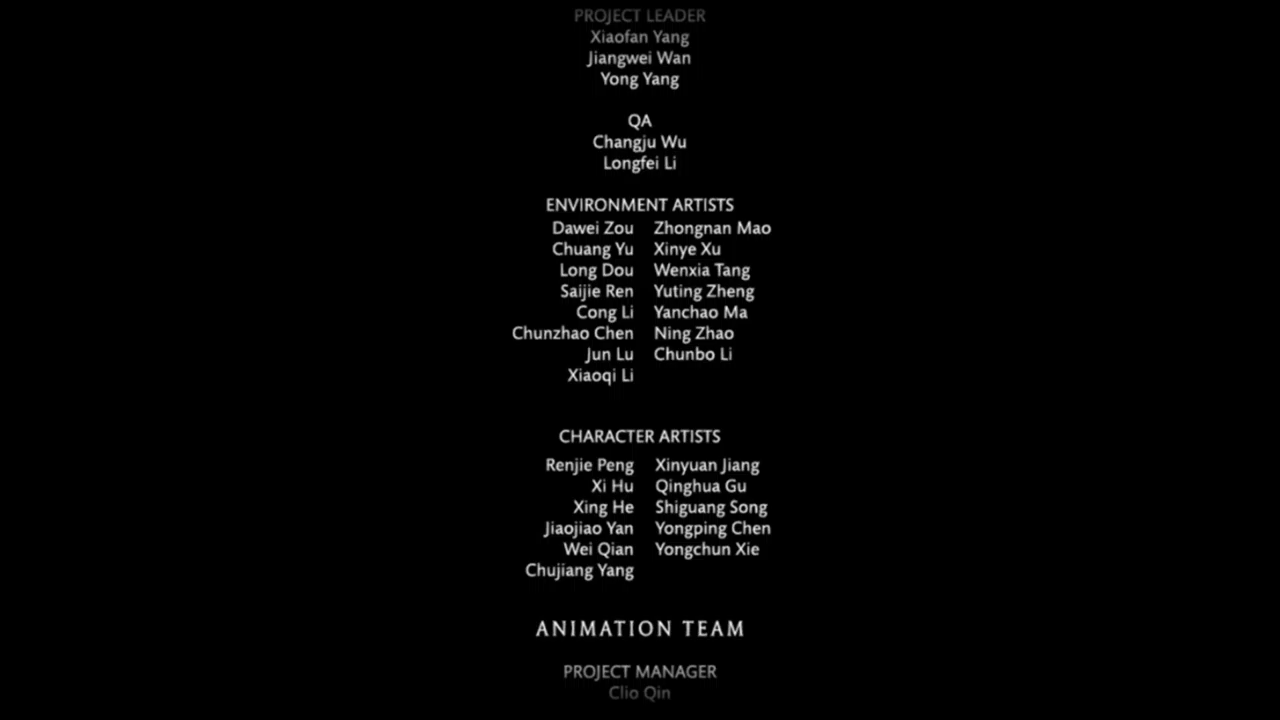 PROJECT LEADER
Xiaofan Yang
Jiangwei Wan
Yong Yang
QA
Changju Wu
Longfei Li
ENVIRONMENT ARTISTS
Dawei Zou Zhongnan Mao
Chuang Yu Xinye Xu
Long Dou Wenxia Tang
Saijie Ren Yuting Zheng
Cong Li Yanchao Ma
Chunzhao Chen Ning Zhao
Jun Lu Chunbo Li
Xiaoqi Li
CHARACTER ARTISTS
Renjie Peng Xinyuan Jiang
Xi Hu Qinghua Gu
Xing He Shiguang Song
Jiaojiao Yan Yongping Chen
Wei Qian Yongchun Xie
Chujiang Yang
ANIMATION TEAM
PROJECT MANAGER
Clio Qin